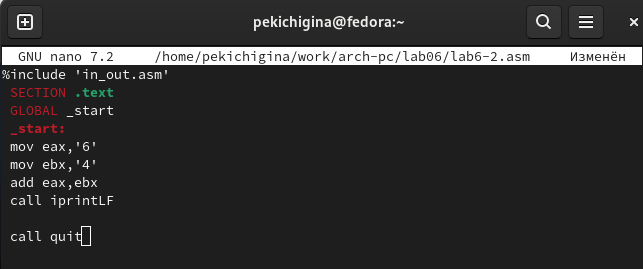 pekichigina@fedora:~
GNU nano 7.2 /home/pekichigina/work/arch-pc/lab06/lab6-2.asm Изменён
%include 'in_out.asm'
SECTION .text
GLOBAL _start
_start:
mov eax,'6'
mov ebx,'4'
add eax,ebx
call iprintLF
call quit